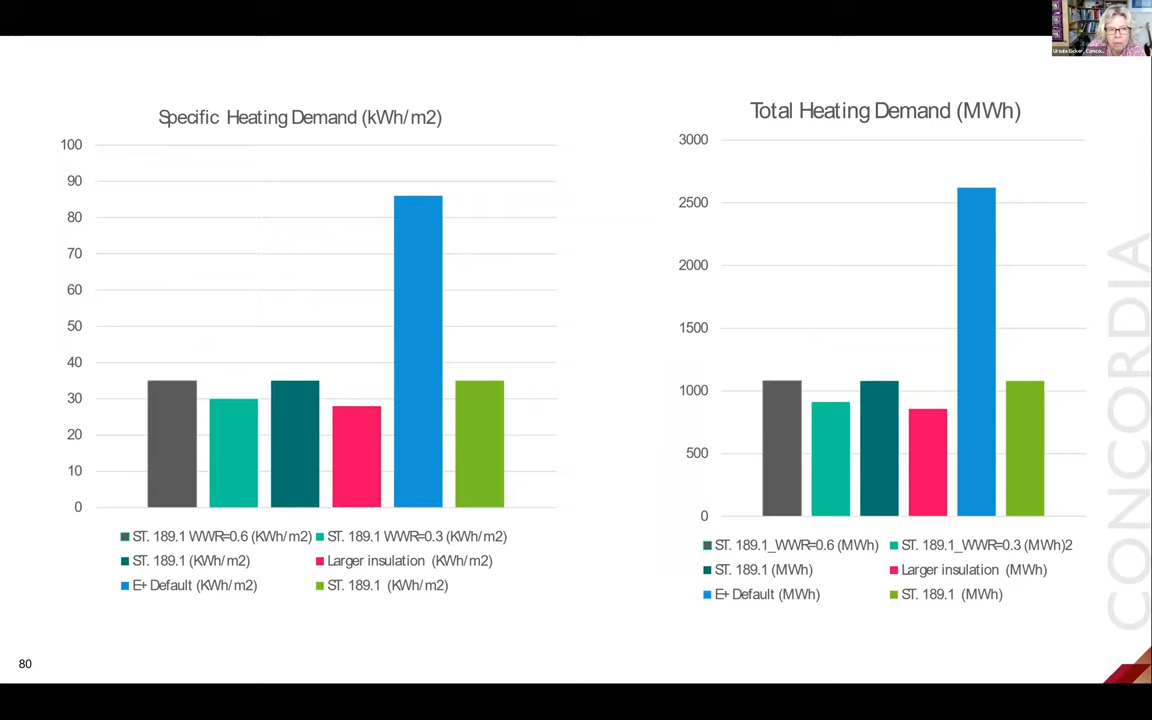 Specific Heating Demand (kWh/m2)
100
90
80
70
60
50
40
30
20
10
0
ST. 189.1 WWR=0.6 (KWh/m2) ST. 189.1 WWR=0.3 (KWh/m2)
ST. 189.1 (KWh/m2) Larger insulation (KWh/m2)
E+ Default (KWh/m2) ST. 189.1 (KWh/m2)
Total Heating Demand (MWh)
3000
2500
2000
1500
1000
500
0
ST. 189.1_WWR=0.6 (MWh) ST. 189.1_WWR=0.3 (MWh)2
ST. 189.1 (MWh) Larger insulation (MWh)
E+ Default (MWh) ST. 189.1 (MWh)
CONCORDIA
80